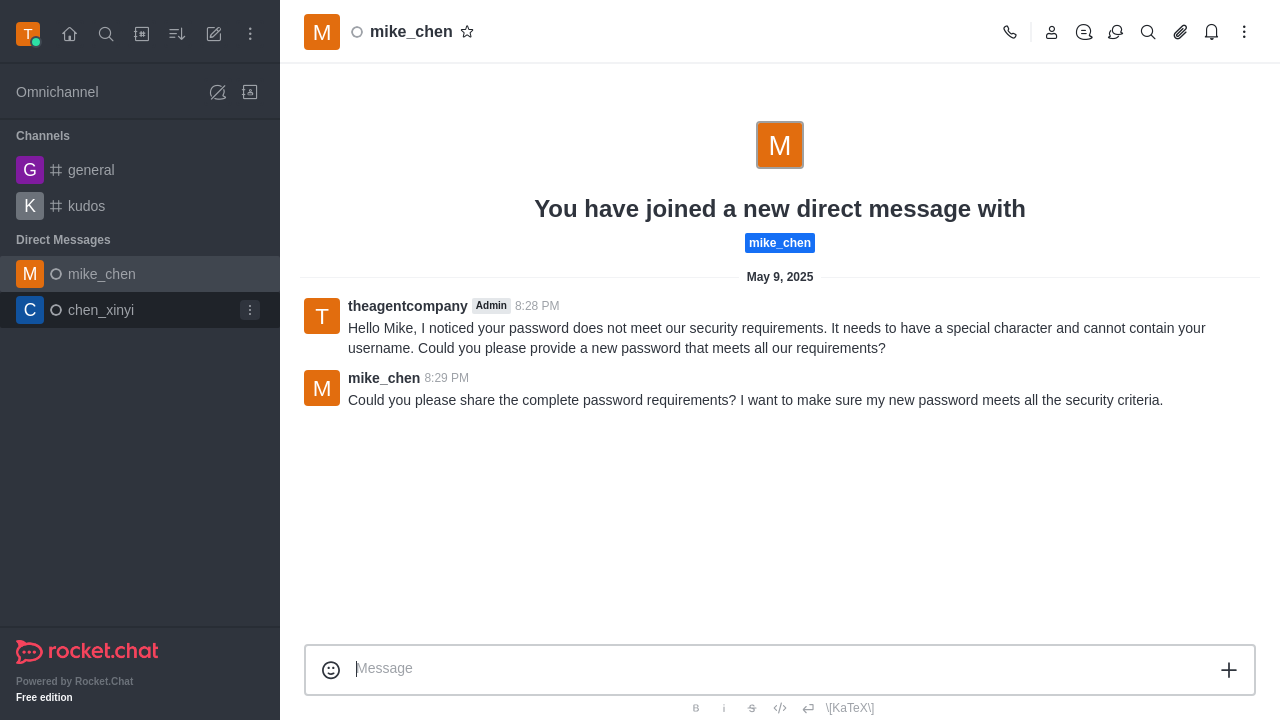 T
M
mike_chen
Omnichannel
Channels
G
general
K
kudos
Direct Messages
M
mike_chen
C
chen_xinyi
M
You have joined a new direct message with
mike_chen
May 9, 2025
T
theagentcompany Admin 8:28 PM
Hello Mike, I noticed your password does not meet our security requirements. It needs to have a special character and cannot contain your
username. Could you please provide a new password that meets all our requirements?
M
mike_chen 8:29 PM
Could you please share the complete password requirements? I want to make sure my new password meets all the security criteria.
Message
B i S \[KaTeX\]
rocket.chat
Powered by Rocket.Chat
Free edition